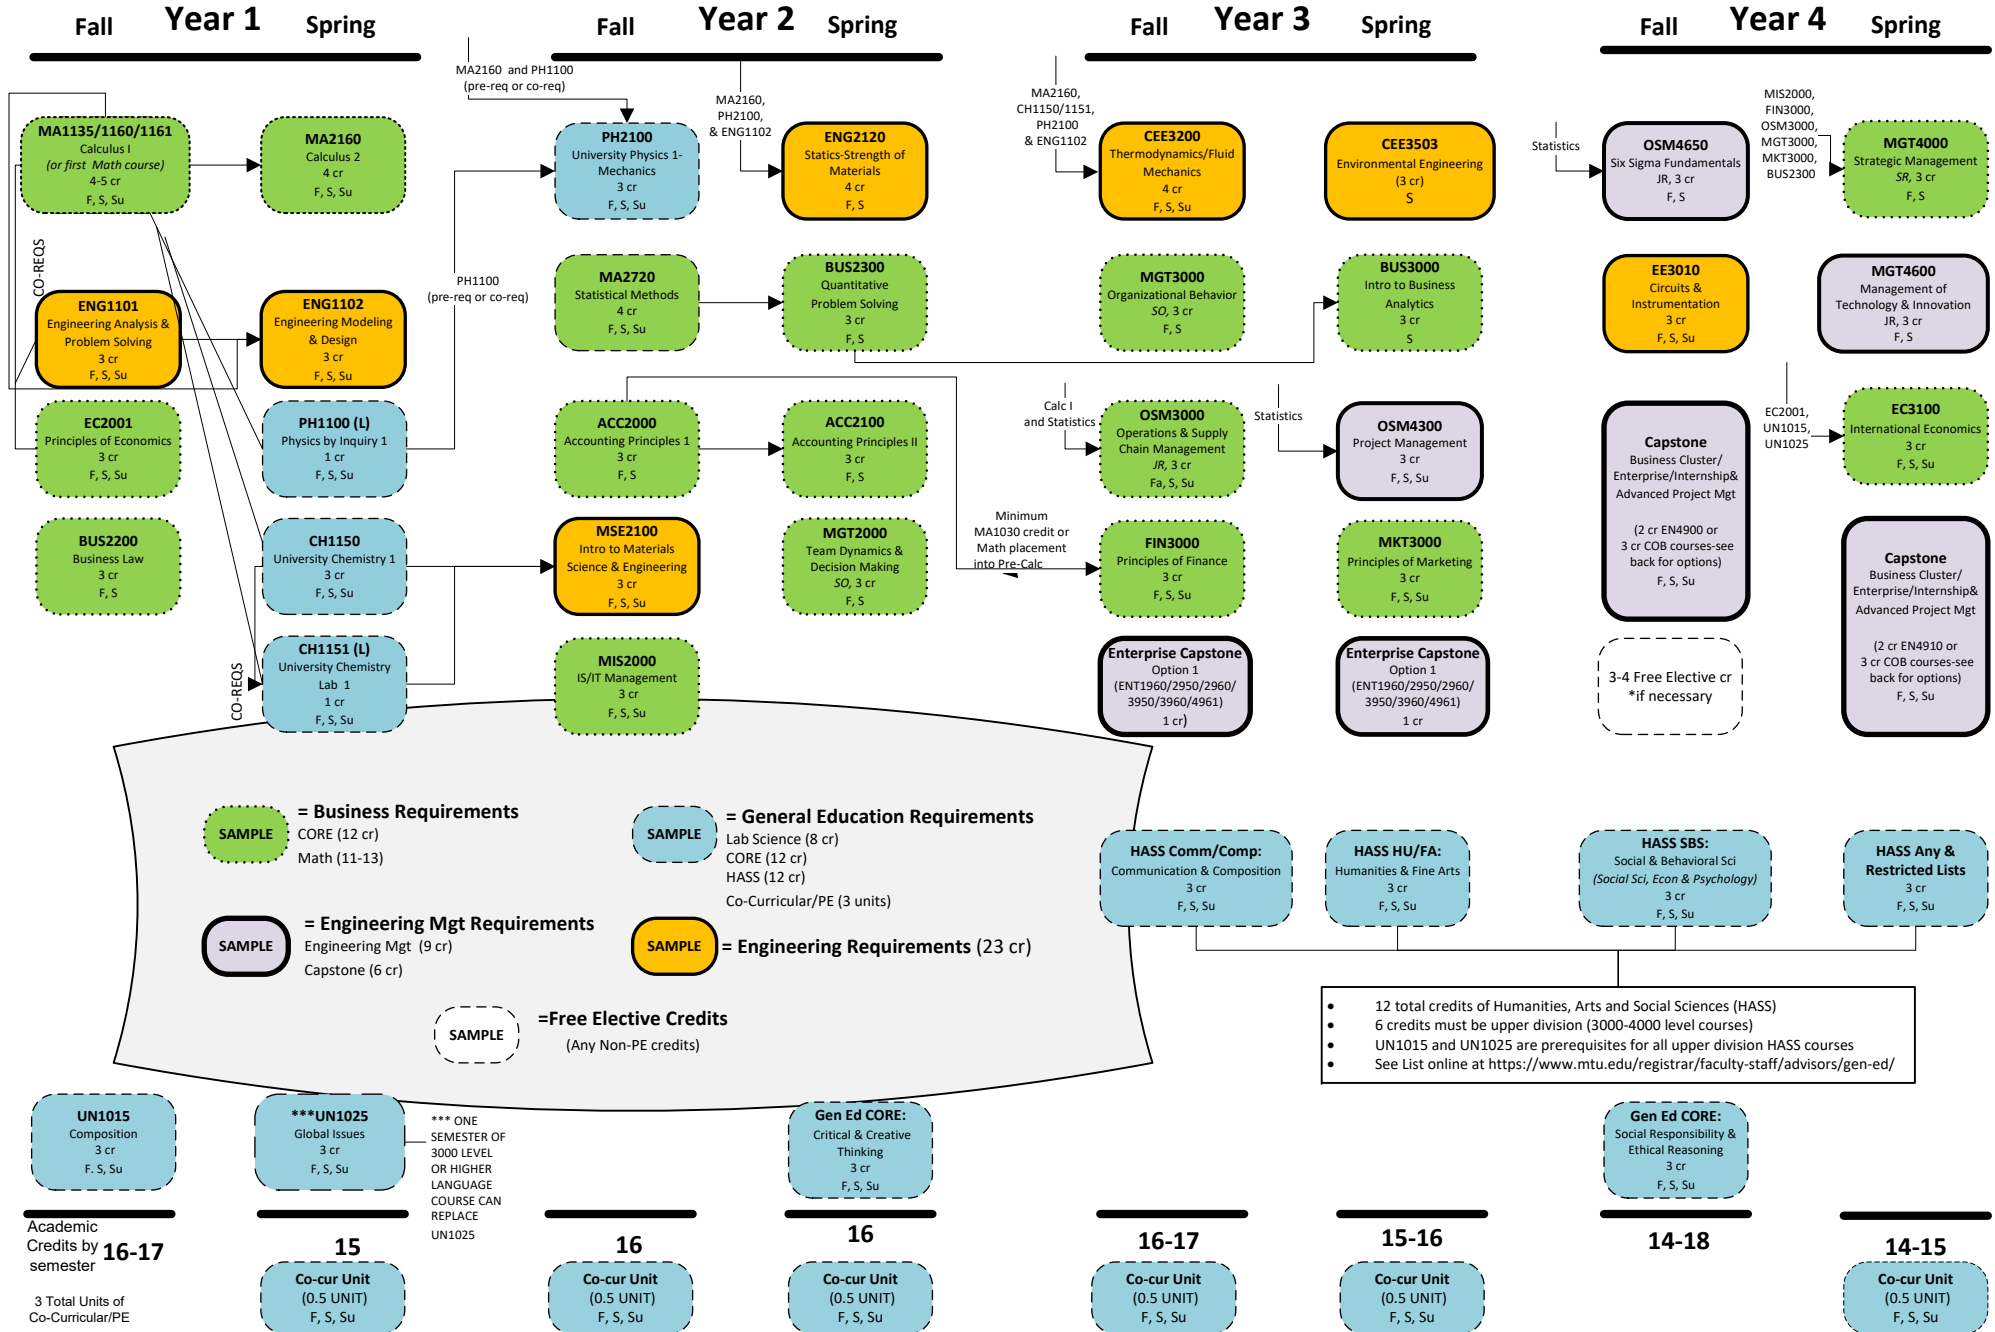 Year 1
Fall
Spring
Year 2
Fall
Spring
Year 3
Fall
Spring
Year 4
Fall
Spring
MA1135/1160/1161
Calculus I
(or first  Math course)
4-5 cr
F, S, Su
MA2160
Calculus 2
4 cr
F, S, Su
CO-REQS
ENG1101
Engineering Analysis &
Problem Solving
3 cr
F, S, Su
ENG1102
Engineering Modeling
& Design
3 cr
F, S, Su
EC2001
Principles of Economics
3 cr
F, S, Su
PH1100 (L)
Physics by Inquiry 1
1 cr
F, S, Su
BUS2200
Business Law
3 cr
F, S
CH1150
University Chemistry 1
3 cr
F, S, Su
CO-REQS
CH1151 (L)
University Chemistry
Lab  1
1 cr
F, S, Su
MA2160  and PH1100
(pre-req or co-req)
PH1100
(pre-req or co-req)
PH2100
University Physics 1-
Mechanics
3 cr
F, S, Su
MA2160,
PH2100,
& ENG1102
ENG2120
Statics-Strength of
Materials
4 cr
F, S
MA2720
Statistical Methods
4 cr
F, S, Su
BUS2300
Quantitative
Problem Solving
3 cr
F, S
ACC2000
Accounting Principles 1
3 cr
F, S
ACC2100
Accounting Principles II
3 cr
F, S
MSE2100
Intro to Materials
Science & Engineering
3 cr
F, S, Su
MGT2000
Team Dynamics &
Decision Making
SO, 3 cr
F, S
MIS2000
IS/IT Management
3 cr
F, S, Su
MA2160,
CH1150/1151,
PH2100
& ENG1102
CEE3200
Thermodynamics/Fluid
Mechanics
4 cr
F, S, Su
CEE3503
Environmental Engineering
(3 cr)
S
MGT3000
Organizational Behavior
SO, 3 cr
F, S
BUS3000
Intro to Business
Analytics
3 cr
S
Calc I
and Statistics
OSM3000
Operations & Supply
Chain Management
JR, 3 cr
Fa, S, Su
Statistics
OSM4300
Project Management
3 cr
F, S, Su
Minimum
MA1030 credit or
Math placement
into Pre-Calc
FIN3000
Principles of Finance
3 cr
F, S, Su
MKT3000
Principles of Marketing
3 cr
F, S, Su
Enterprise Capstone
Option 1
(ENT1960/2950/2960/
3950/3960/4961)
1 cr)
Enterprise Capstone
Option 1
(ENT1960/2950/2960/
3950/3960/4961)
1 cr
Statistics
OSM4650
Six Sigma Fundamentals
JR, 3 cr
F, S
MIS2000,
FIN3000,
OSM3000,
MGT3000,
MKT3000,
BUS2300
MGT4000
Strategic Management
SR, 3 cr
F, S
EE3010
Circuits &
Instrumentation
3 cr
F, S, Su
MGT4600
Management of
Technology & Innovation
JR, 3 cr
F, S
Capstone
Business Cluster/
Enterprise/Internship&
Advanced Project Mgt
(2 cr EN4900 or
3 cr COB courses-see
back for options)
F, S, Su
EC2001,
UN1015,
UN1025
EC3100
International Economics
3 cr
F, S, Su
Capstone
Business Cluster/
Enterprise/Internship&
Advanced Project Mgt
(2 cr EN4910 or
3 cr COB courses-see
back for options)
F, S, Su
3-4 Free Elective cr
*if necessary
SAMPLE
= Business Requirements
CORE (12 cr)
Math (11-13)
SAMPLE
= General Education Requirements
Lab Science (8 cr)
CORE (12 cr)
HASS (12 cr)
Co-Curricular/PE (3 units)
SAMPLE
= Engineering Mgt Requirements
Engineering Mgt  (9 cr)
Capstone (6 cr)
SAMPLE
= Engineering Requirements (23 cr)
SAMPLE
=Free Elective Credits
(Any Non-PE credits)
HASS Comm/Comp:
Communication & Composition
3 cr
F, S, Su
HASS HU/FA:
Humanities & Fine Arts
3 cr
F, S, Su
HASS SBS:
Social & Behavioral Sci
(Social Sci, Econ & Psychology)
3 cr
F, S, Su
HASS Any &
Restricted Lists
3 cr
F, S, Su
• 12 total credits of Humanities, Arts and Social Sciences (HASS)
• 6 credits must be upper division (3000-4000 level courses)
• UN1015 and UN1025 are prerequisites for all upper division HASS courses
• See List online at https://www.mtu.edu/registrar/faculty-staff/advisors/gen-ed/
UN1015
Composition
3 cr
F. S, Su
***UN1025
Global Issues
3 cr
F, S, Su
*** ONE
SEMESTER OF
3000 LEVEL
OR HIGHER
LANGUAGE
COURSE CAN
REPLACE
UN1025
Gen Ed CORE:
Critical & Creative
Thinking
3 cr
F, S, Su
Gen Ed CORE:
Social Responsibility &
Ethical Reasoning
3 cr
F, S, Su
Academic
Credits by
semester
16-17
15
16
16
16-17
15-16
14-18
14-15
3 Total Units of
Co-Curricular/PE
Co-cur Unit
(0.5 UNIT)
F, S, Su
Co-cur Unit
(0.5 UNIT)
F, S, Su
Co-cur Unit
(0.5 UNIT)
F, S, Su
Co-cur Unit
(0.5 UNIT)
F, S, Su
Co-cur Unit
(0.5 UNIT)
F, S, Su
Co-cur Unit
(0.5 UNIT)
F, S, Su